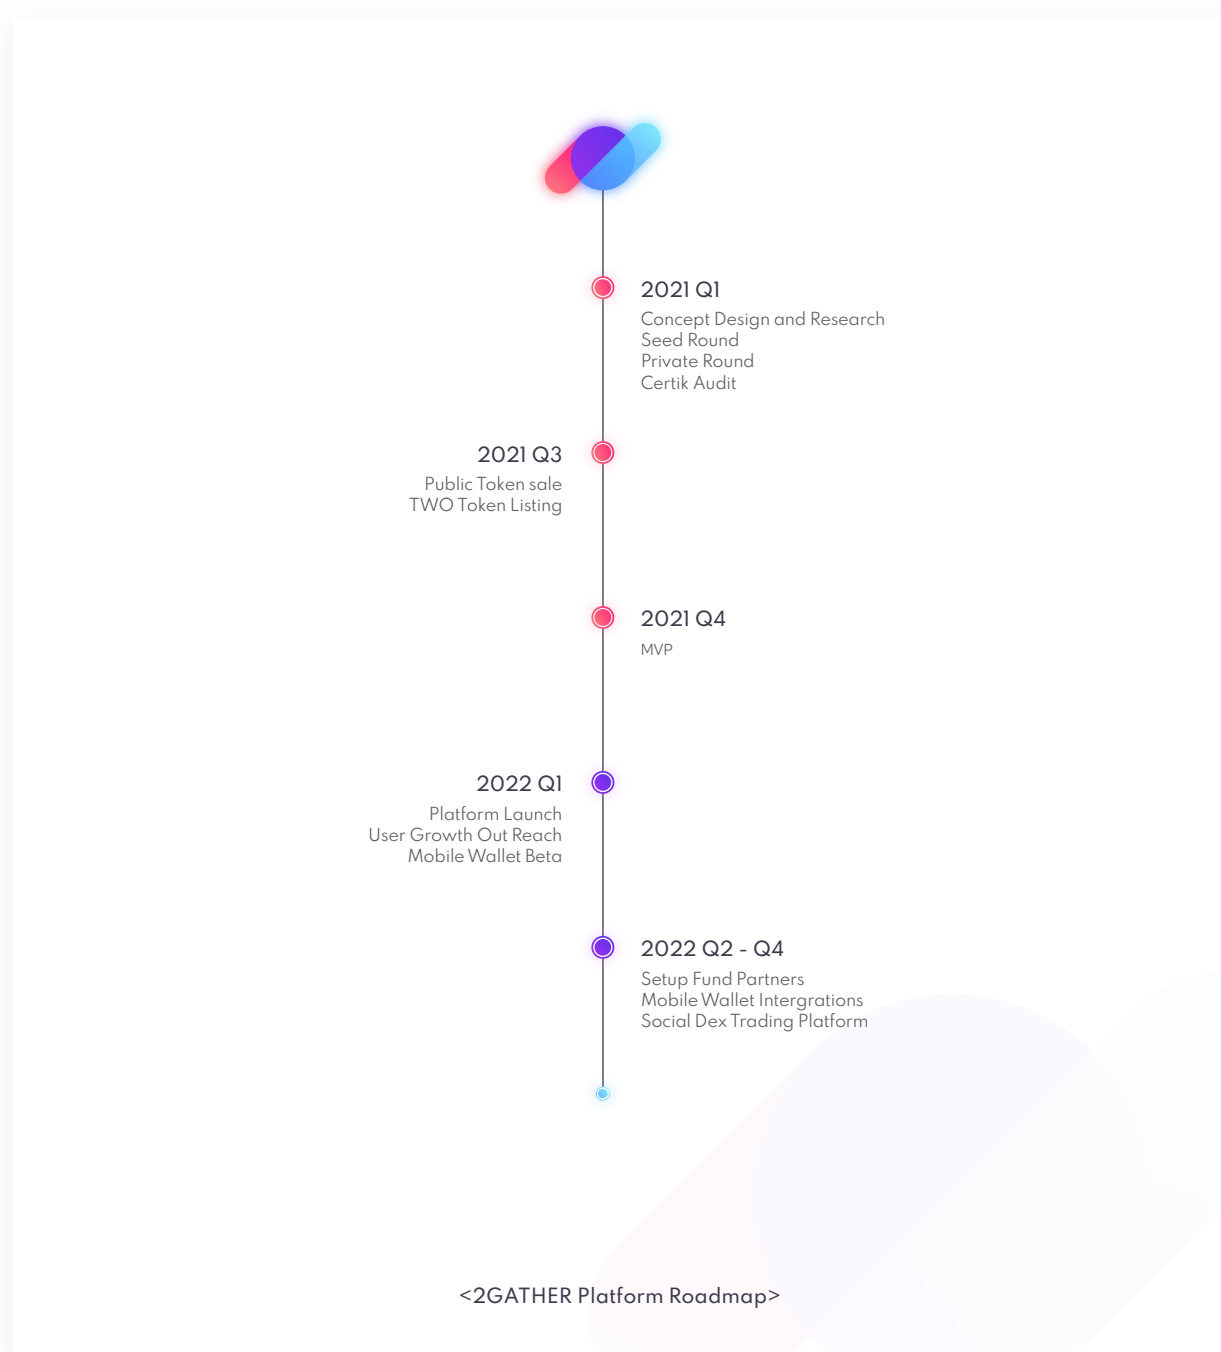 2021 Q1
Concept Design and Research
Seed Round
Private Round
Certik Audit
2021 Q3
Public Token sale
TWO Token Listing
2021 Q4
MVP
2022 Q1
Platform Launch
User Growth Out Reach
Mobile Wallet Beta
2022 Q2 - Q4
Setup Fund Partners
Mobile Wallet Intergrations
Social Dex Trading Platform
<2GATHER Platform Roadmap>